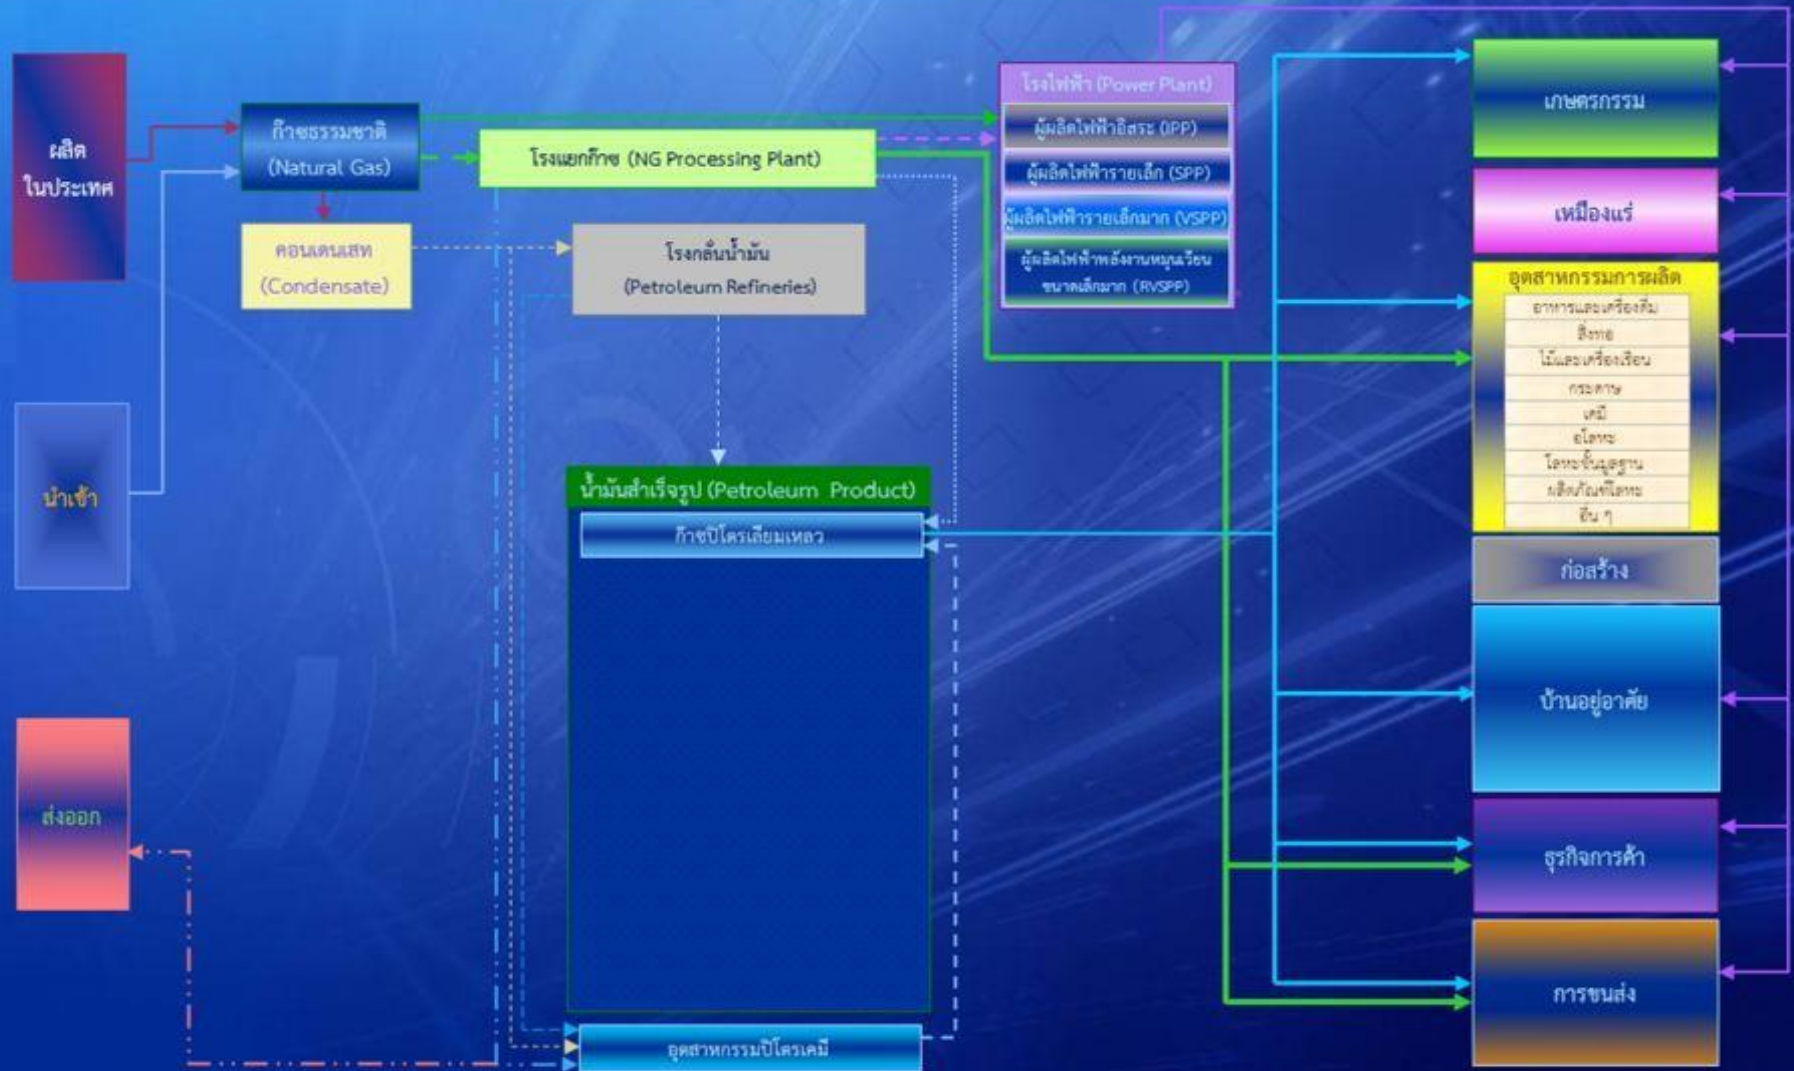 ผลิต
ในประเทศ
นำเข้า
ส่งออก
ก๊าซธรรมชาติ
(Natural Gas)
คอนเดนเสท
(Condensate)
โรงแยกก๊าซ (NG Processing Plant)
โรงกลั่นน้ำมัน
(Petroleum Refineries)
น้ำมันสำเร็จรูป (Petroleum Product)
ก๊าซปิโตรเลียมเหลว
อุตสาหกรรมปิโตรเคมี
โรงไฟฟ้า (Power Plant)
ผู้ผลิตไฟฟ้าอิสระ (IPP)
ผู้ผลิตไฟฟ้ารายเล็ก (SPP)
ผู้ผลิตไฟฟ้ารายเล็กมาก (VSPP)
ผู้ผลิตไฟฟ้าพลังงานหมุนเวียน
ขนาดเล็กมาก (RVSPP)
เกษตรกรรม
เหมืองแร่
อุตสาหกรรมการผลิต
อาหารและเครื่องดื่ม
สิ่งทอ
ไม้และเครื่องเรือน
กระดาษ
เคมี
อโลหะ
โลหะขั้นมูลฐาน
ผลิตภัณฑ์โลหะ
อื่น ๆ
ก่อสร้าง
บ้านอยู่อาศัย
ธุรกิจการค้า
การขนส่ง